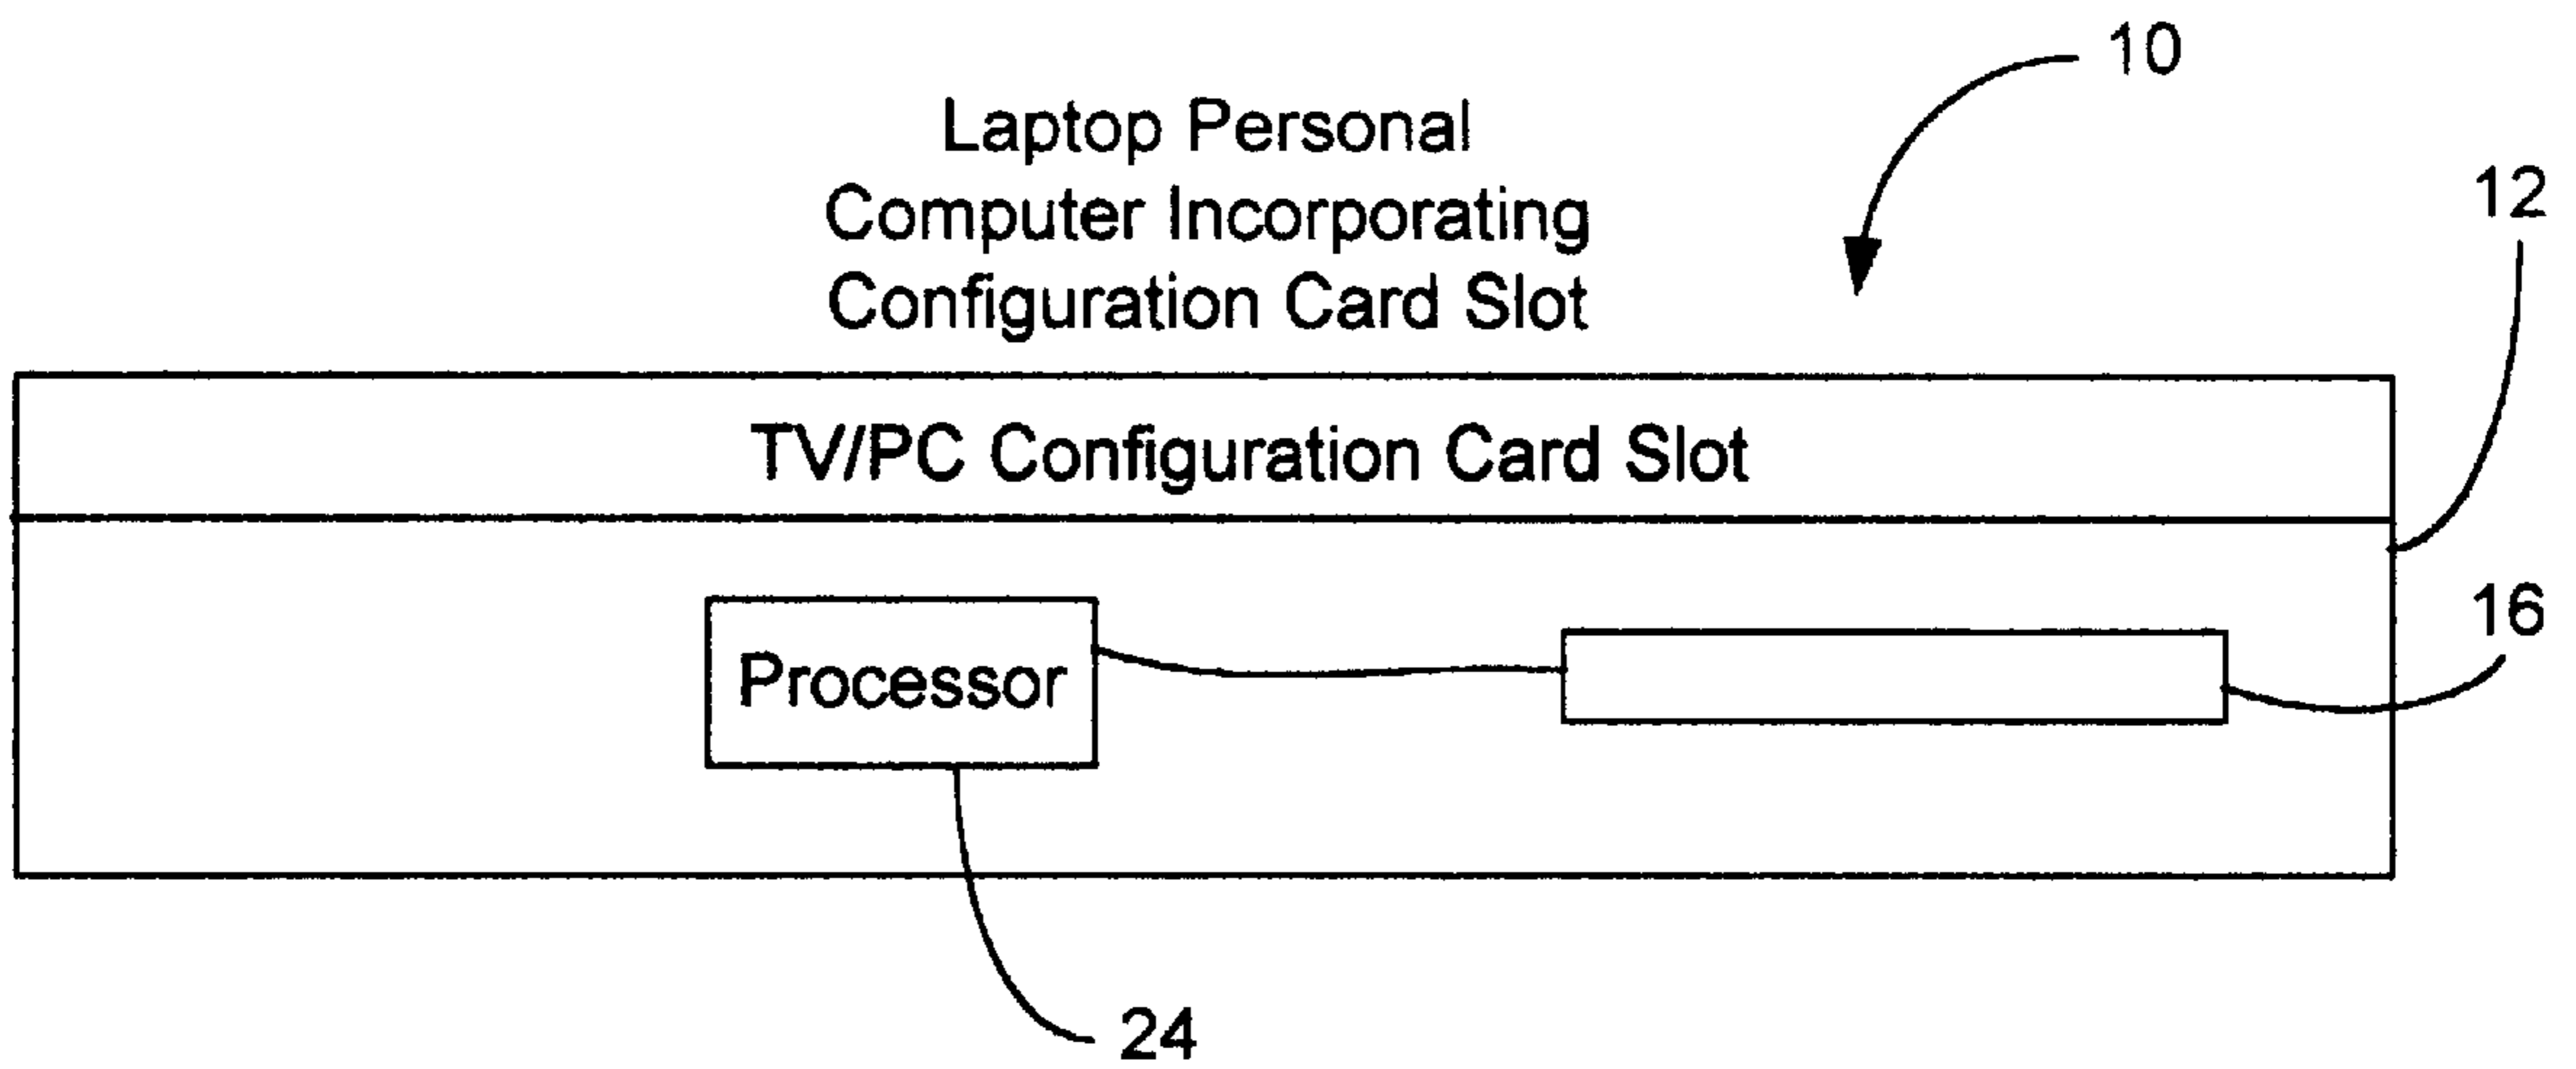 10
Laptop Personal
Computer Incorporating
Configuration Card Slot
12
TV/PC Configuration Card Slot
16
Processor
24